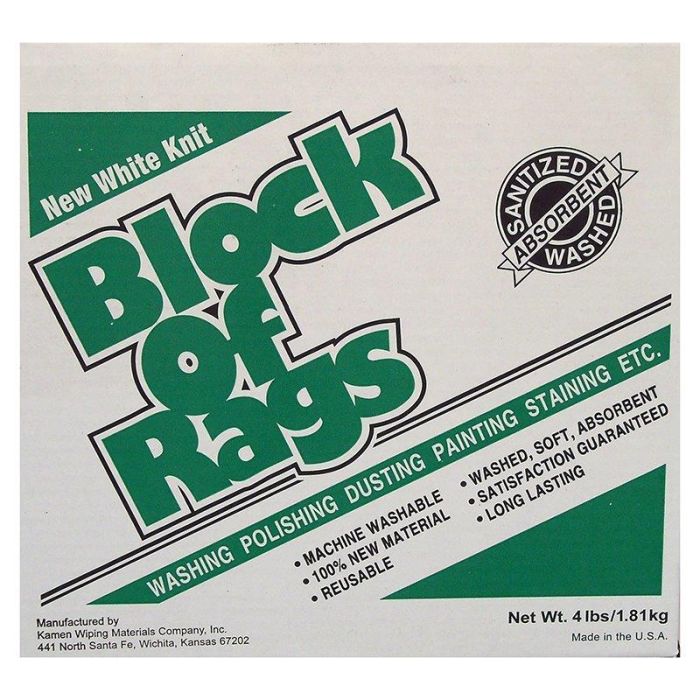 New White Knit
Block
of
Rags
SANITIZED
ABSORBENT
WASHED
WASHING POLISHING DUSTING PAINTING STAINING ETC.
• MACHINE WASHABLE
• 100% NEW MATERIAL
• REUSABLE
• WASHED, SOFT, ABSORBENT
• SATISFACTION GUARANTEED
• LONG LASTING
Manufactured by
Kamen Wiping Materials Company, Inc.
441 North Santa Fe, Wichita, Kansas 67202
Net Wt. 4 lbs/1.81kg
Made in the U.S.A.